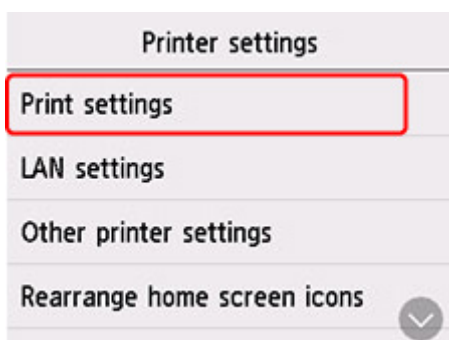 Printer settings
Print settings
LAN settings
Other printer settings
Rearrange home screen icons